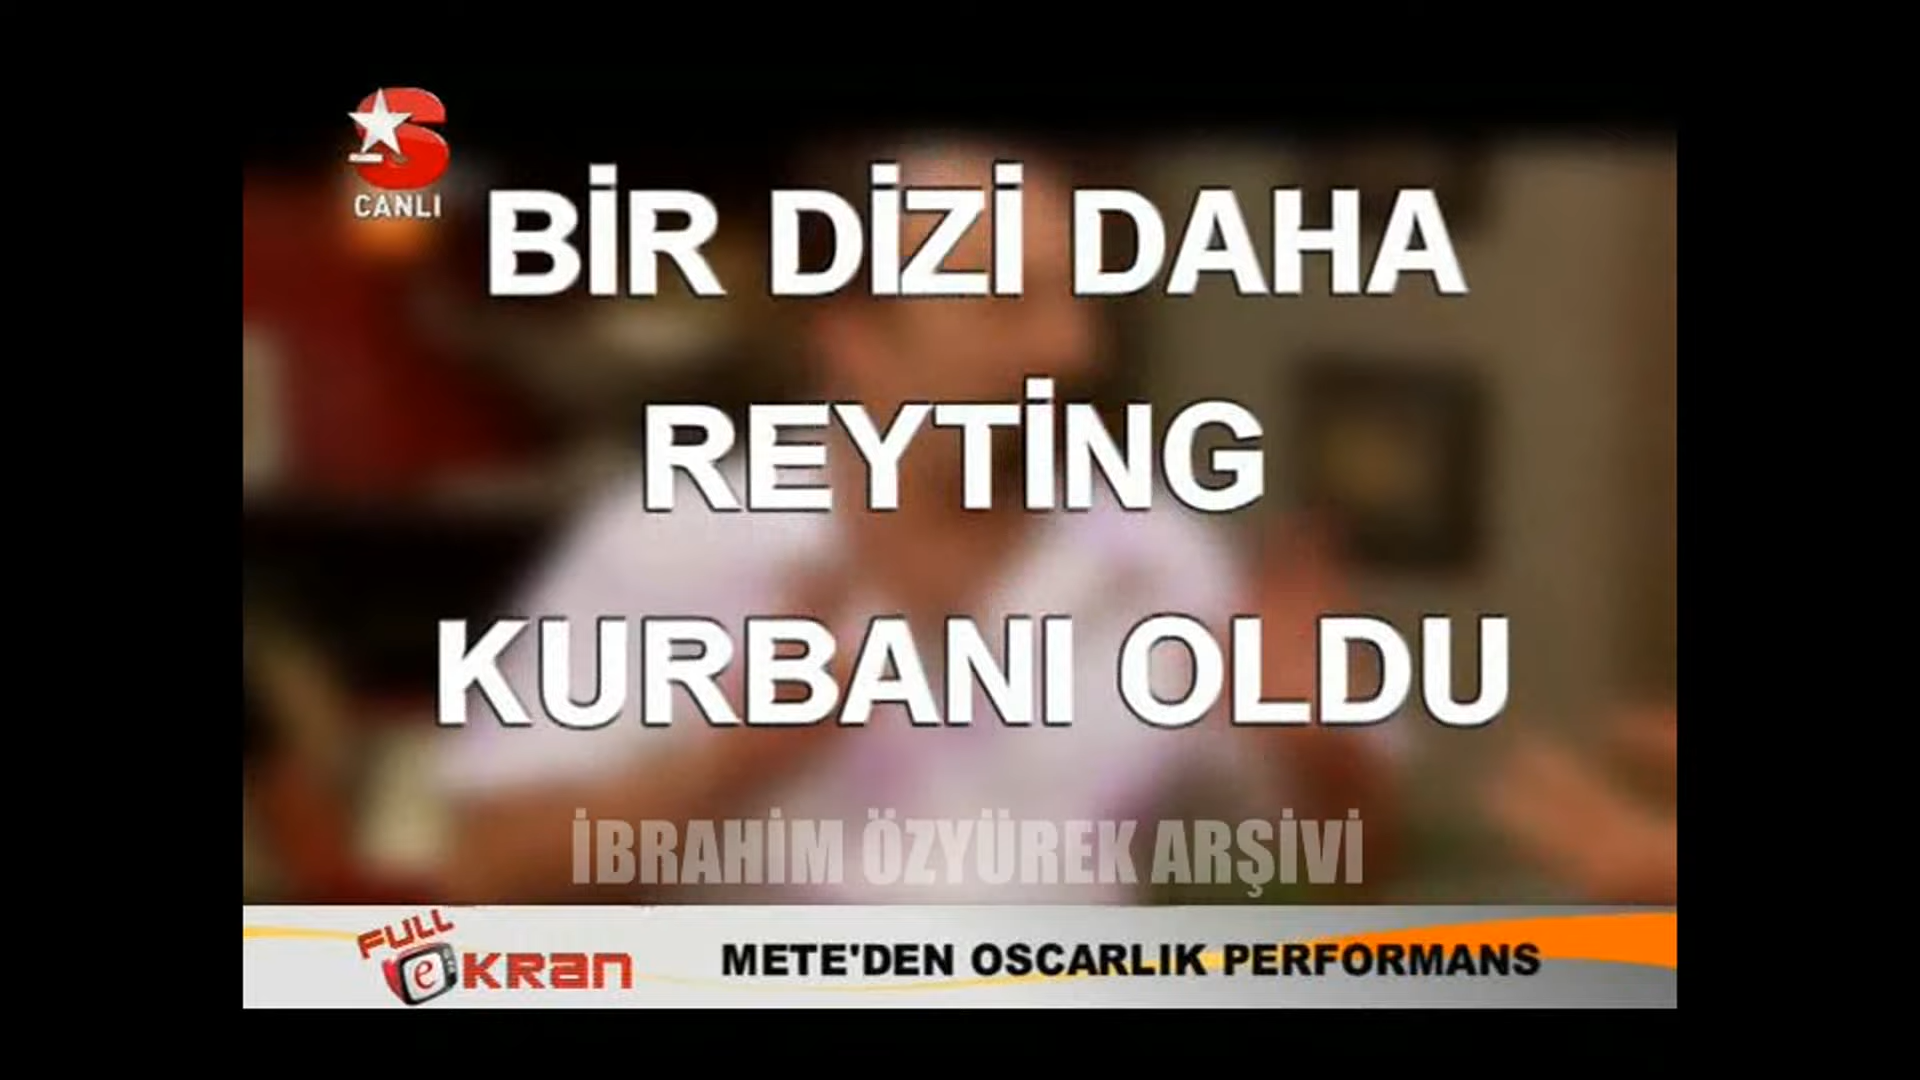 CANLI
BİR DİZİ DAHA
REYTİNG
KURBANI OLDU
İBRAHİM ÖZYÜREK ARŞİVİ
FULL
eKRAN
METE'DEN OSCARLIK PERFORMANS